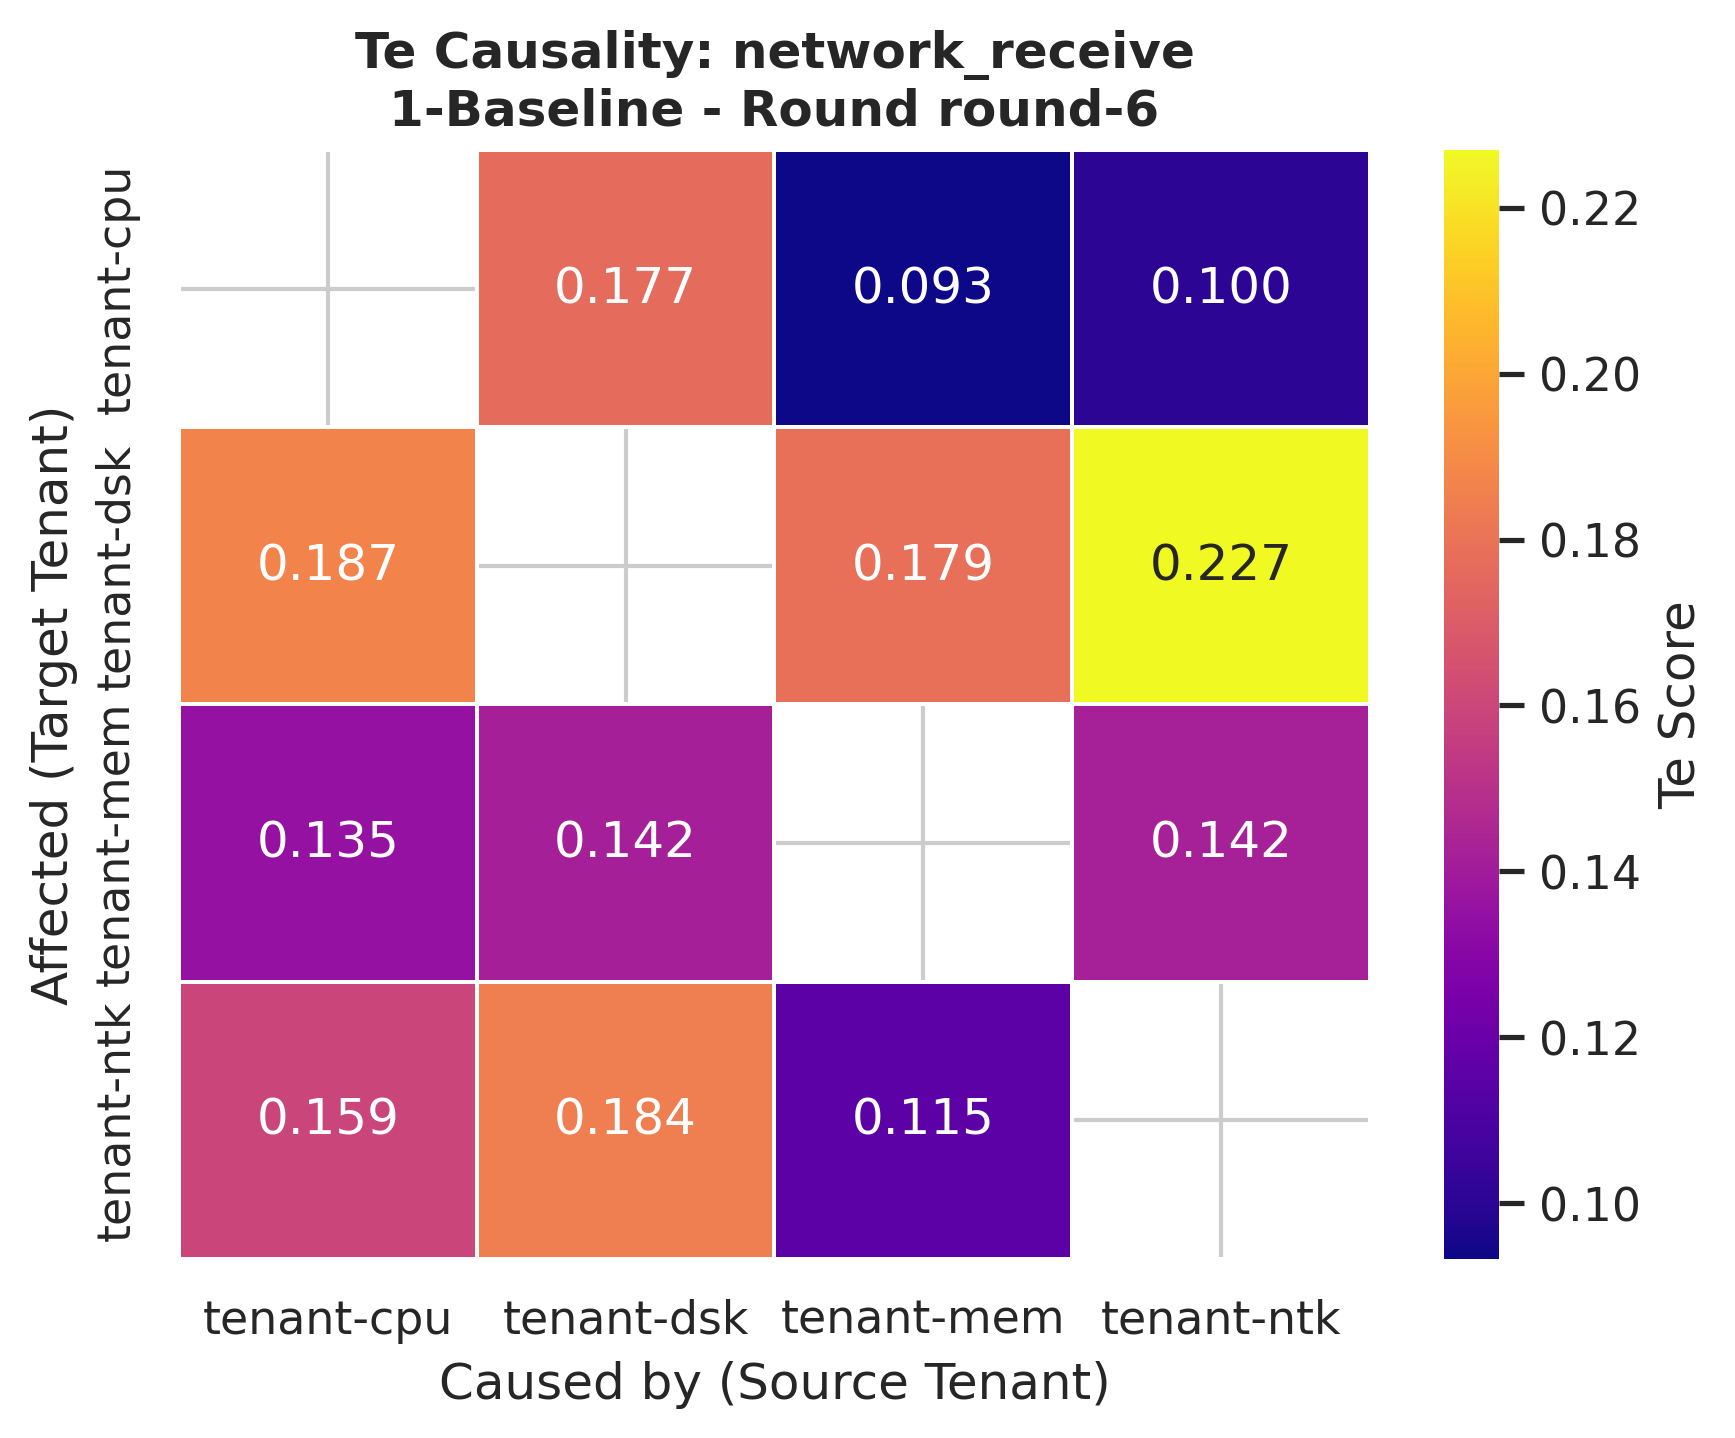 Te Causality: network_receive
1-Baseline - Round round-6
Affected (Target Tenant)
tenant-cpu
0.177
0.093
0.100
tenant-dsk
0.187
0.179
0.227
tenant-mem
0.135
0.142
0.142
tenant-ntk
0.159
0.184
0.115
tenant-cpu
tenant-dsk
tenant-mem
tenant-ntk
Caused by (Source Tenant)
0.22
0.20
0.18
0.16
0.14
0.12
0.10
Te Score